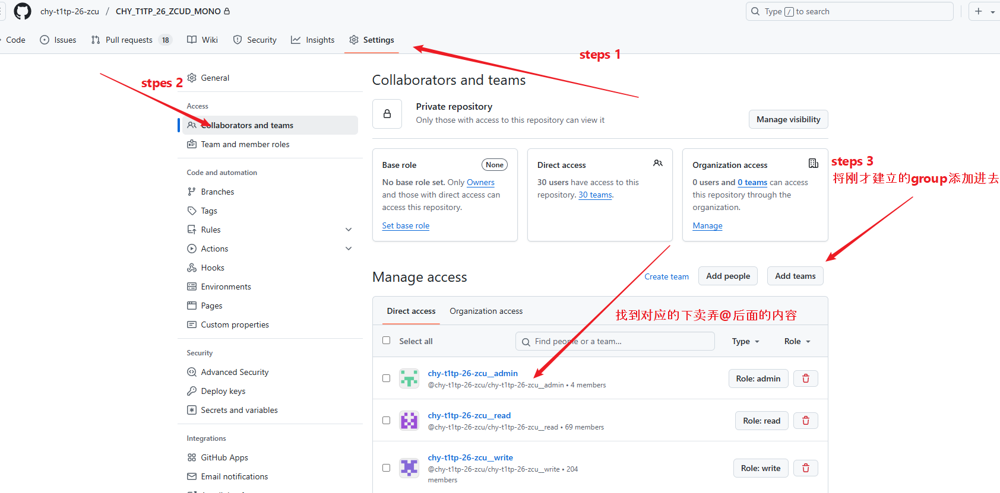 chy-t1tp-26-zcu / CHY_T1TP_26_ZCUD_MONO
Type / to search
Code
Issues
Pull requests 18
Wiki
Security
Insights
Settings
steps 1
stpes 2
General
Access
Collaborators and teams
Team and member roles
Code and automation
Branches
Tags
Rules
Actions
Hooks
Environments
Pages
Custom properties
Security
Advanced Security
Deploy keys
Secrets and variables
Integrations
GitHub Apps
Email notifications
Collaborators and teams
Private repository
Only those with access to this repository can view it
Manage visibility
Base role
None
No base role set. Only Owners
and those with direct access can
access this repository.
Set base role
Direct access
30 users have access to this
repository. 30 teams.
Organization access
0 users and 0 teams can access
this repository through the
organization.
Manage
steps 3
将刚才建立的group添加进去
Manage access
Create team
Add people
Add teams
Direct access
Organization access
找到对应的下卖弄@后面的内容
Select all
Find people or a team...
Type
Role
chy-t1tp-26-zcu__admin
@chy-t1tp-26-zcu/chy-t1tp-26-zcu__admin • 4 members
Role: admin
chy-t1tp-26-zcu__read
@chy-t1tp-26-zcu/chy-t1tp-26-zcu__read • 69 members
Role: read
chy-t1tp-26-zcu__write
@chy-t1tp-26-zcu/chy-t1tp-26-zcu__write • 204
members
Role: write